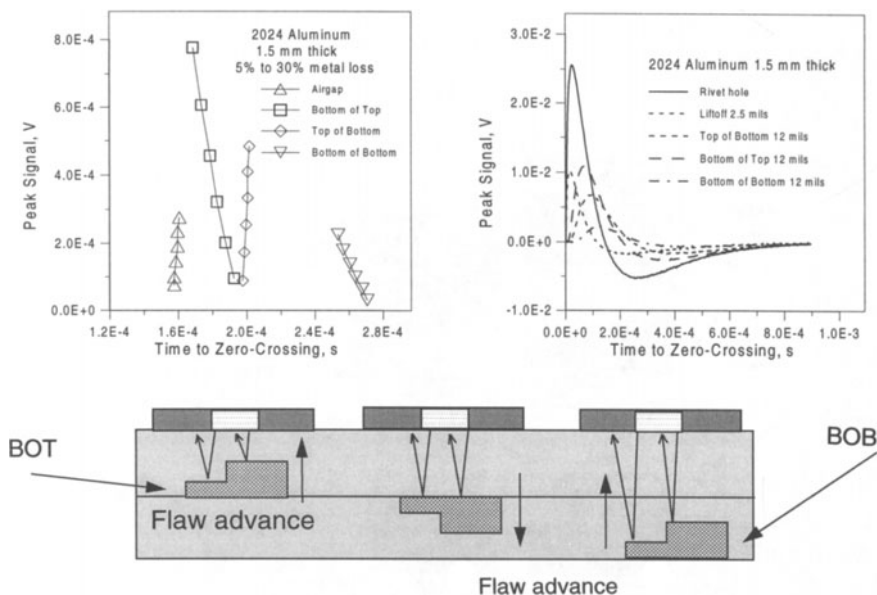 8.0E-4
6.0E-4
4.0E-4
2.0E-4
0.0E+0
Peak Signal, V
2024 Aluminum
1.5 mm thick
5% to 30% metal loss
Airgap
Bottom of Top
Top of Bottom
Bottom of Bottom
1.2E-4 1.6E-4 2.0E-4 2.4E-4 2.8E-4
Time to Zero-Crossing, s
3.0E-2
2.0E-2
1.0E-2
0.0E+0
-1.0E-2
Peak Signal, V
2024 Aluminum 1.5 mm thick
Rivet hole
Liftoff 2.5 mils
Top of Bottom 12 mils
Bottom of Top 12 mils
Bottom of Bottom 12 mils
0.0E+0 2.0E-4 4.0E-4 6.0E-4 8.0E-4 1.0E-3
Time to Zero-Crossing, s
BOT
BOB
Flaw advance
Flaw advance